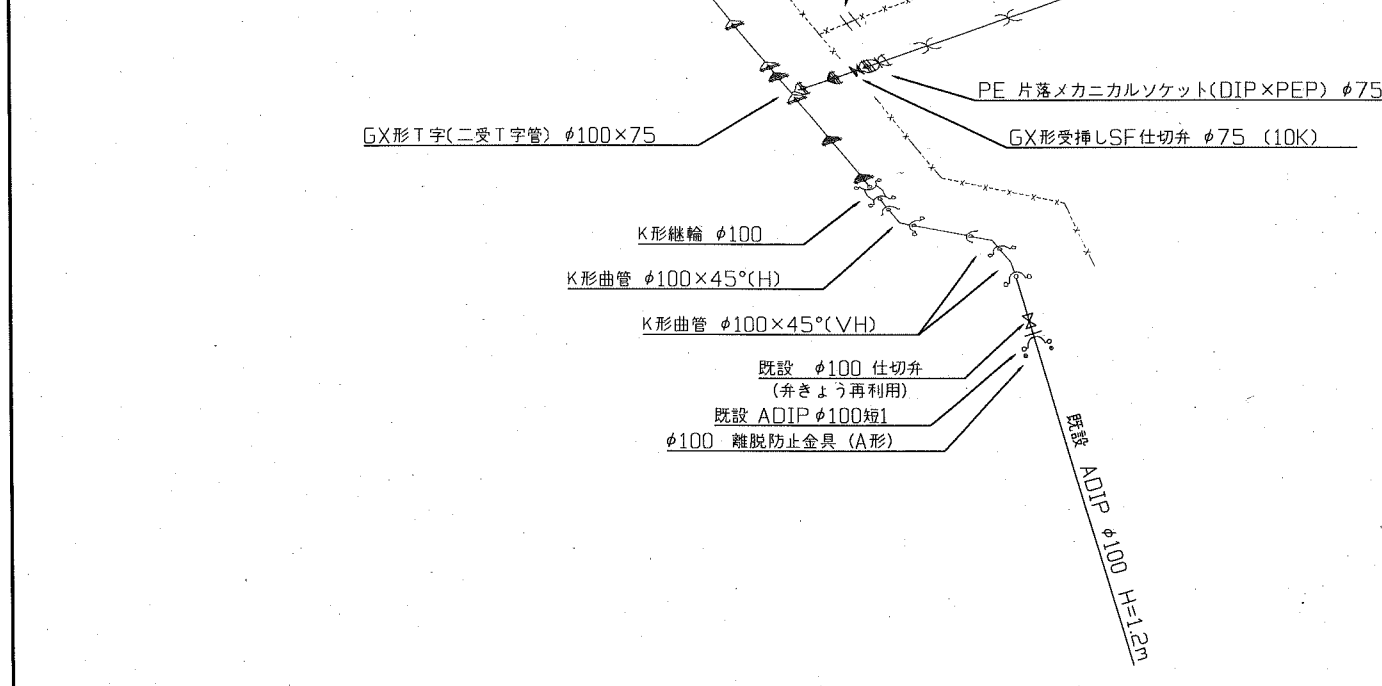 PE 片落メカニカルソケット(DIP×PEP) φ75
GX形T字(二受T字管) φ100×75
GX形受挿しSF仕切弁 φ75 (10K)
K形継輪 φ100
K形曲管 φ100×45°(H)
K形曲管 φ100×45°(VH)
既設 φ100 仕切弁
(弁きょう再利用)
既設 ADIP φ100短1
φ100 離脱防止金具 (A形)
既設 ADIP φ100 H=1.2m